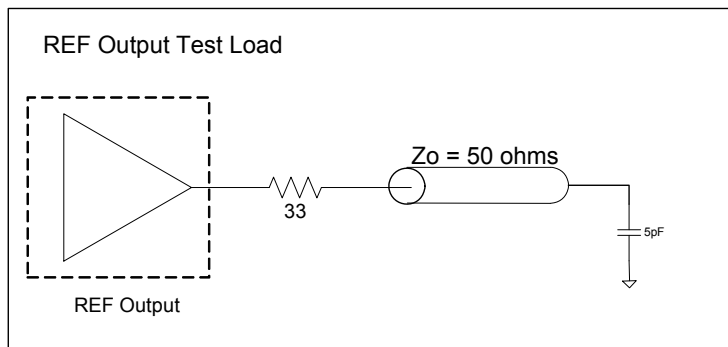 REF Output Test Load
Zo = 50 ohms
33
5pF
REF Output